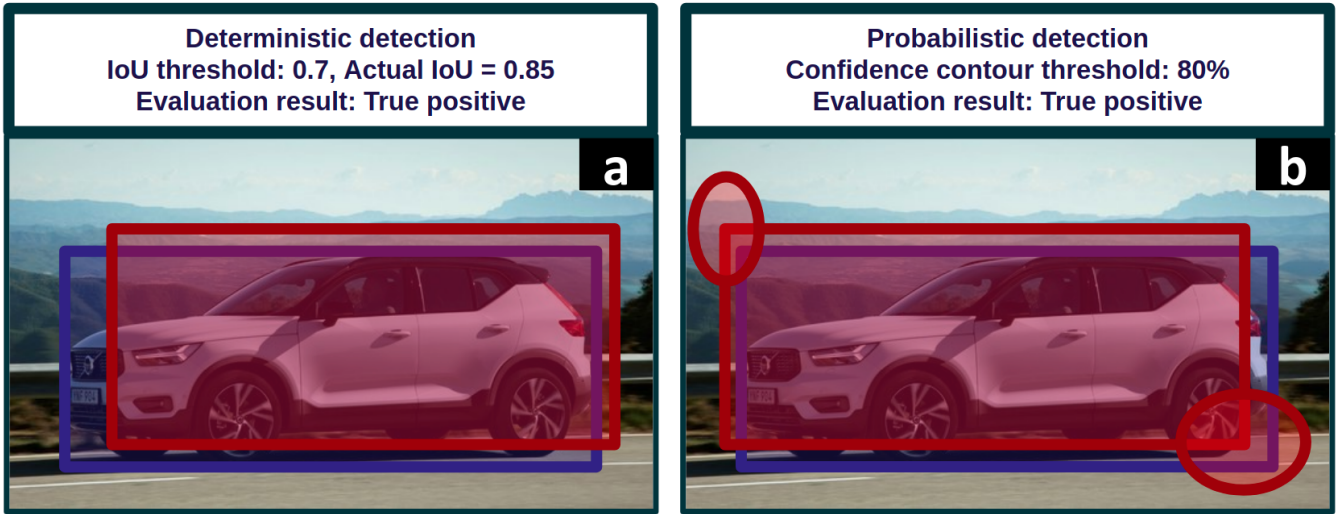 Deterministic detection
IoU threshold: 0.7, Actual IoU = 0.85
Evaluation result: True positive
Probabilistic detection
Confidence contour threshold: 80%
Evaluation result: True positive
a
b